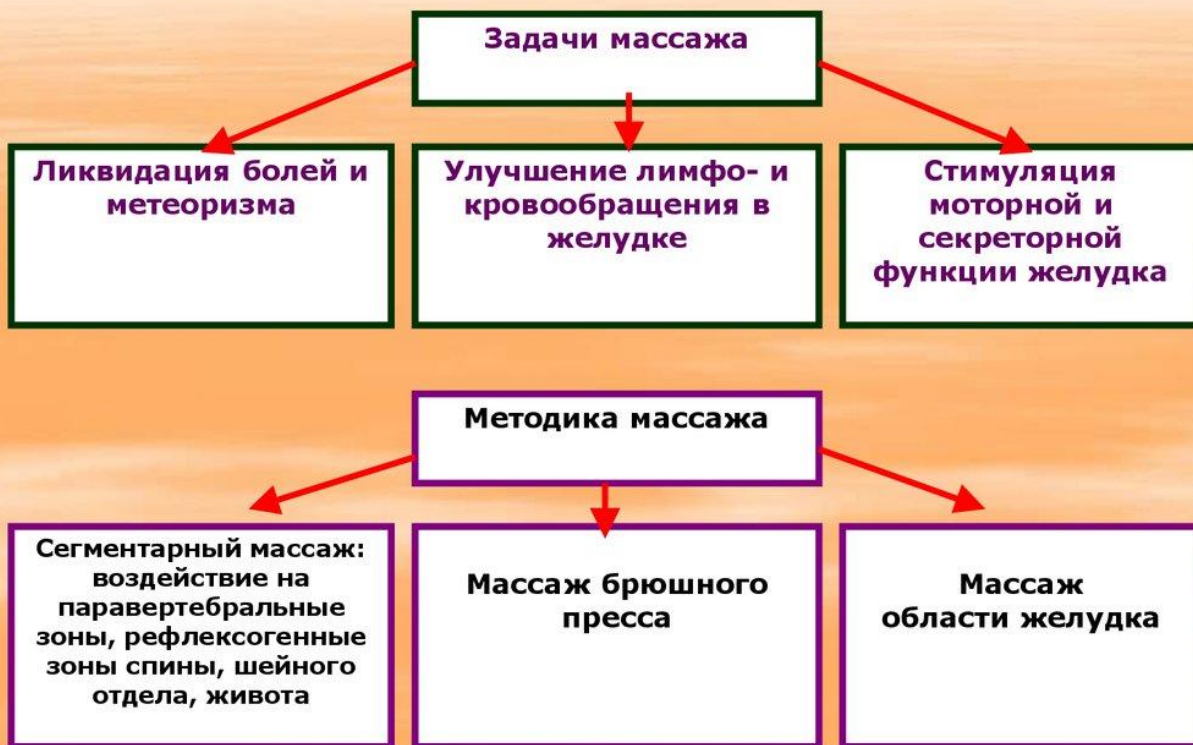 Задачи массажа
Ликвидация болей и
метеоризма
Улучшение лимфо- и
кровообращения в
желудке
Стимуляция
моторной и
секреторной
функции желудка
Методика массажа
Сегментарный массаж:
воздействие на
паравертебральные
зоны, рефлексогенные
зоны спины, шейного
отдела, живота
Массаж брюшного
пресса
Массаж
области желудка